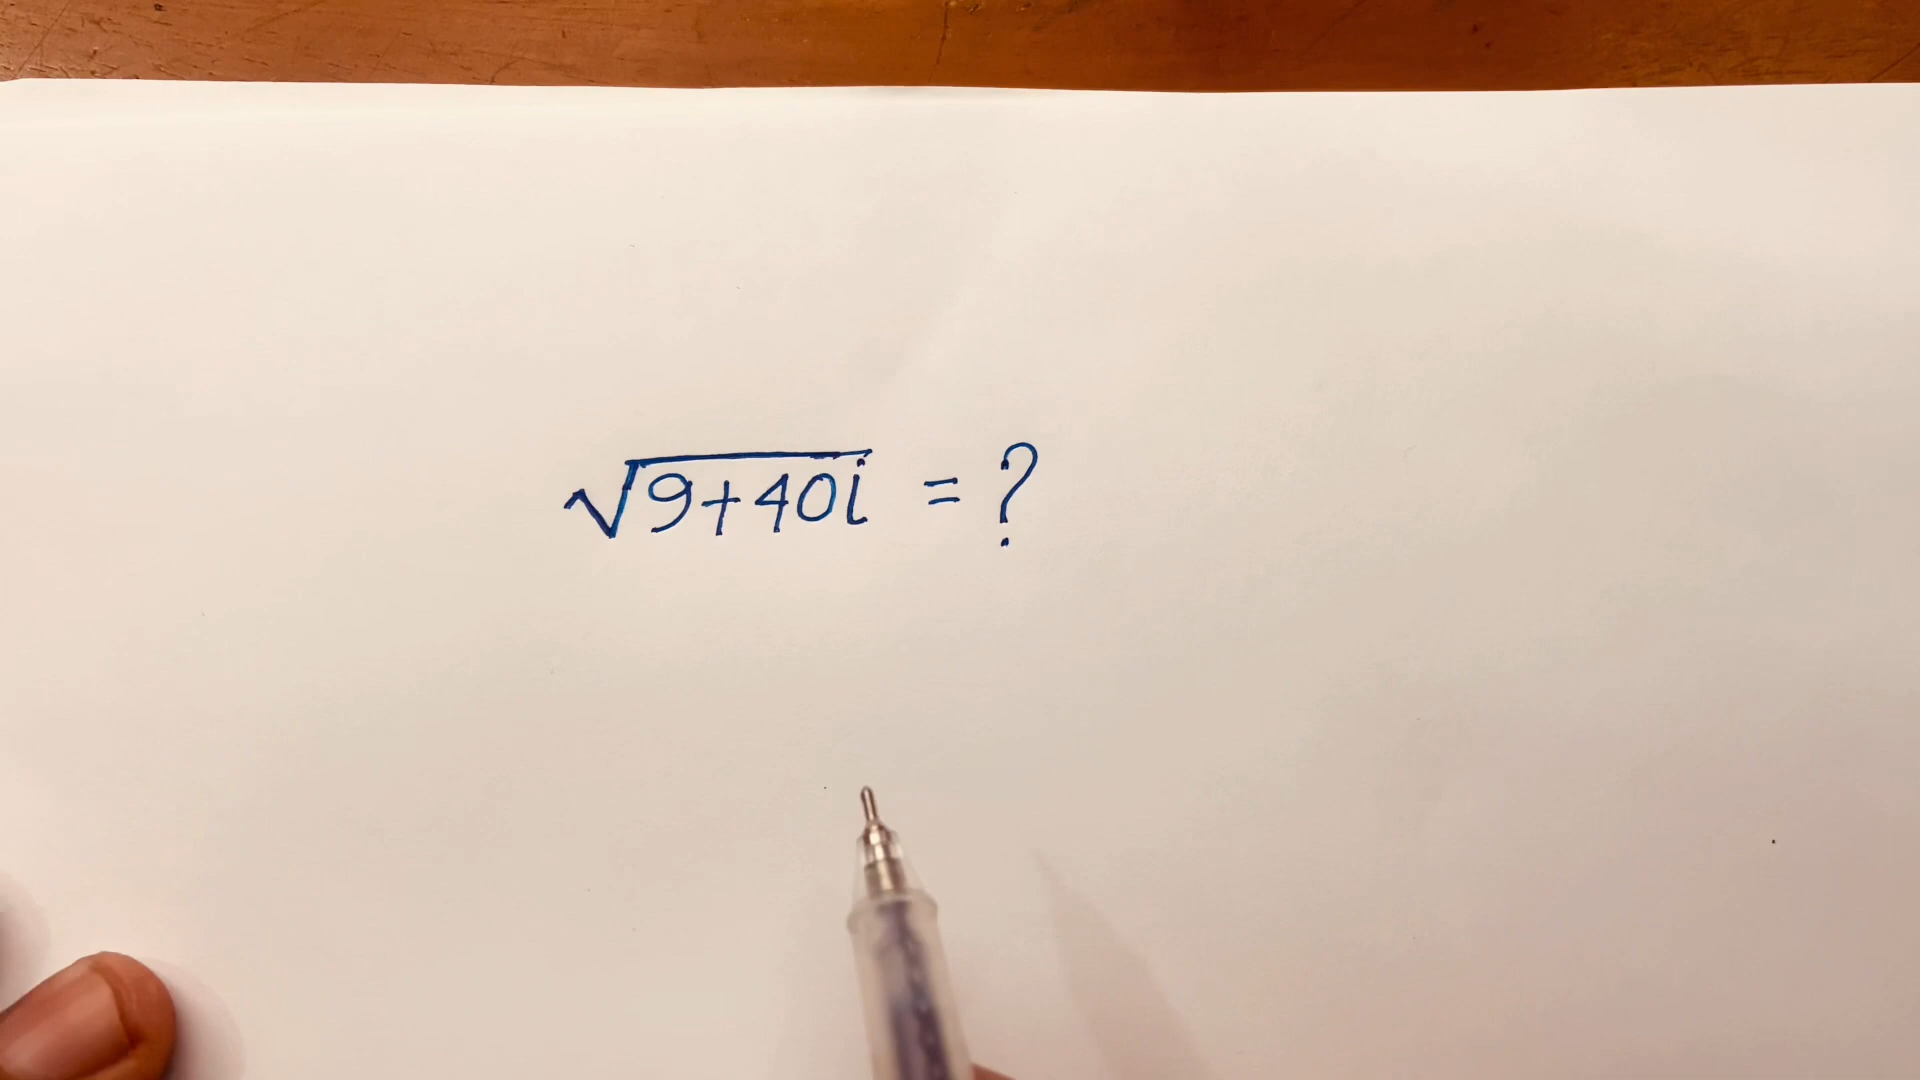 √9+40i = ?